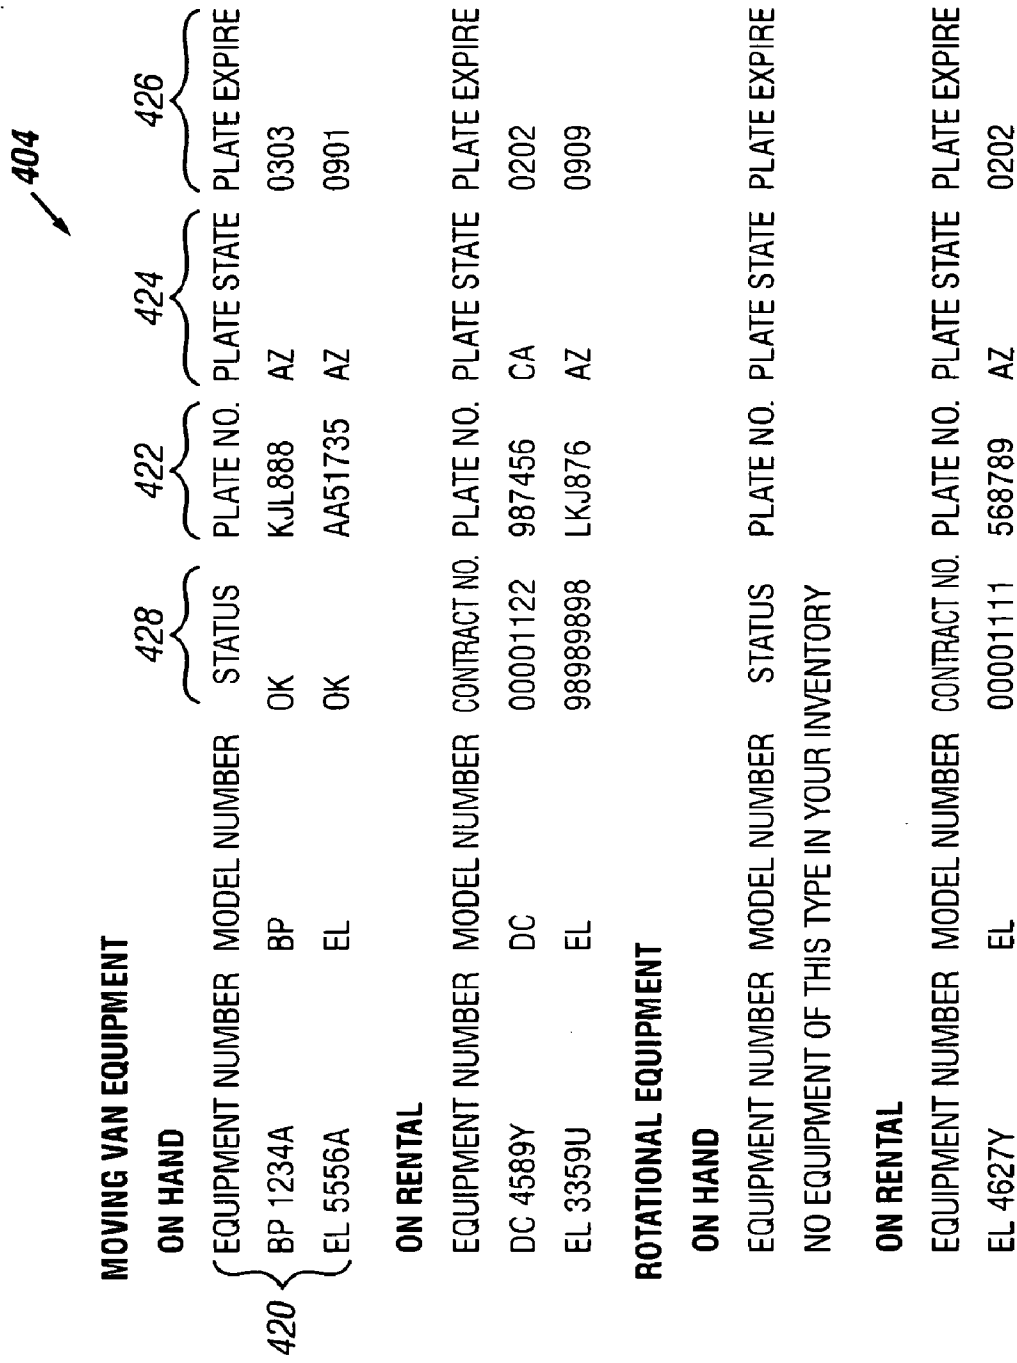 404
MOVING VAN EQUIPMENT
ON HAND
428 422 424 426
EQUIPMENT NUMBER MODEL NUMBER STATUS PLATE NO. PLATE STATE PLATE EXPIRE
BP 1234A BP OK KJL888 AZ 0303
EL 5556A EL OK AA51735 AZ 0901
420
ON RENTAL
EQUIPMENT NUMBER MODEL NUMBER CONTRACT NO. PLATE NO. PLATE STATE PLATE EXPIRE
DC 4589Y DC 00001122 987456 CA 0202
EL 3359U EL 98989898 LKJ876 AZ 0909
ROTATIONAL EQUIPMENT
ON HAND
EQUIPMENT NUMBER MODEL NUMBER STATUS PLATE NO. PLATE STATE PLATE EXPIRE
NO EQUIPMENT OF THIS TYPE IN YOUR INVENTORY
ON RENTAL
EQUIPMENT NUMBER MODEL NUMBER CONTRACT NO. PLATE NO. PLATE STATE PLATE EXPIRE
EL 4627Y EL 00001111 568789 AZ 0202